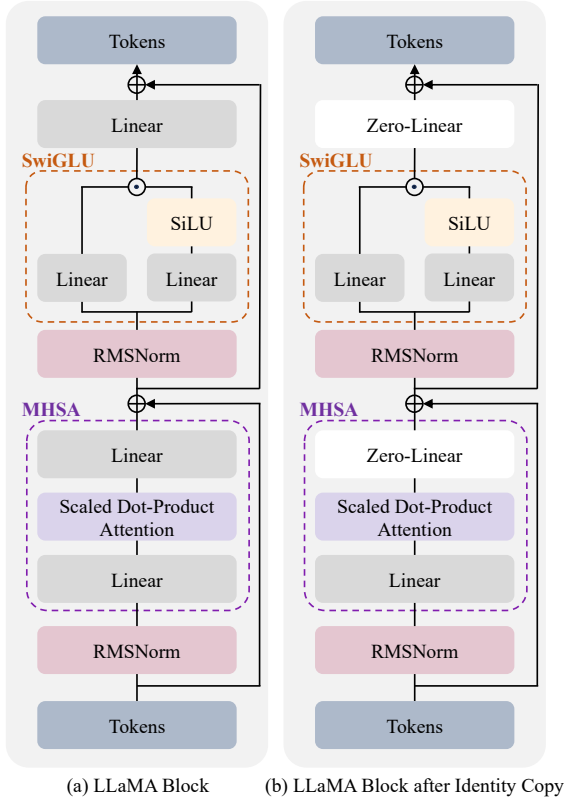 Tokens
Linear
SwiGLU
SiLU
Linear
Linear
RMSNorm
MHSA
Linear
Scaled Dot-Product
Attention
Linear
RMSNorm
Tokens
(a) LLaMA Block
Tokens
Zero-Linear
SwiGLU
SiLU
Linear
Linear
RMSNorm
MHSA
Zero-Linear
Scaled Dot-Product
Attention
Linear
RMSNorm
Tokens
(b) LLaMA Block after Identity Copy